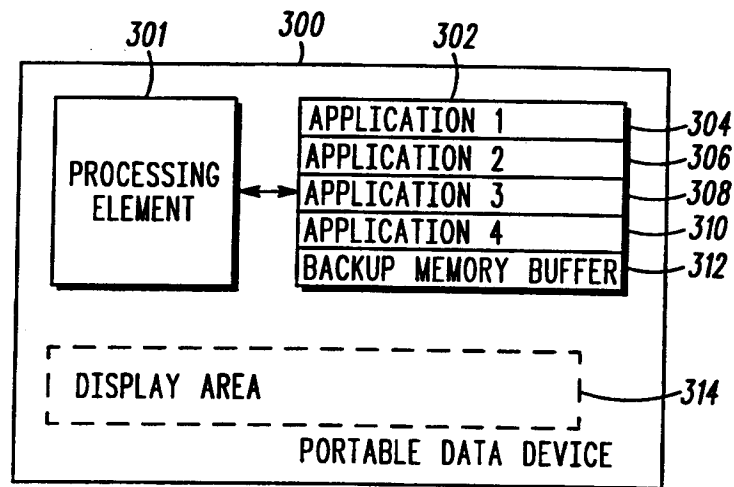 301 300 302
PROCESSING
ELEMENT
APPLICATION 1
APPLICATION 2
APPLICATION 3
APPLICATION 4
BACKUP MEMORY BUFFER
304
306
308
310
312
DISPLAY AREA
314
PORTABLE DATA DEVICE